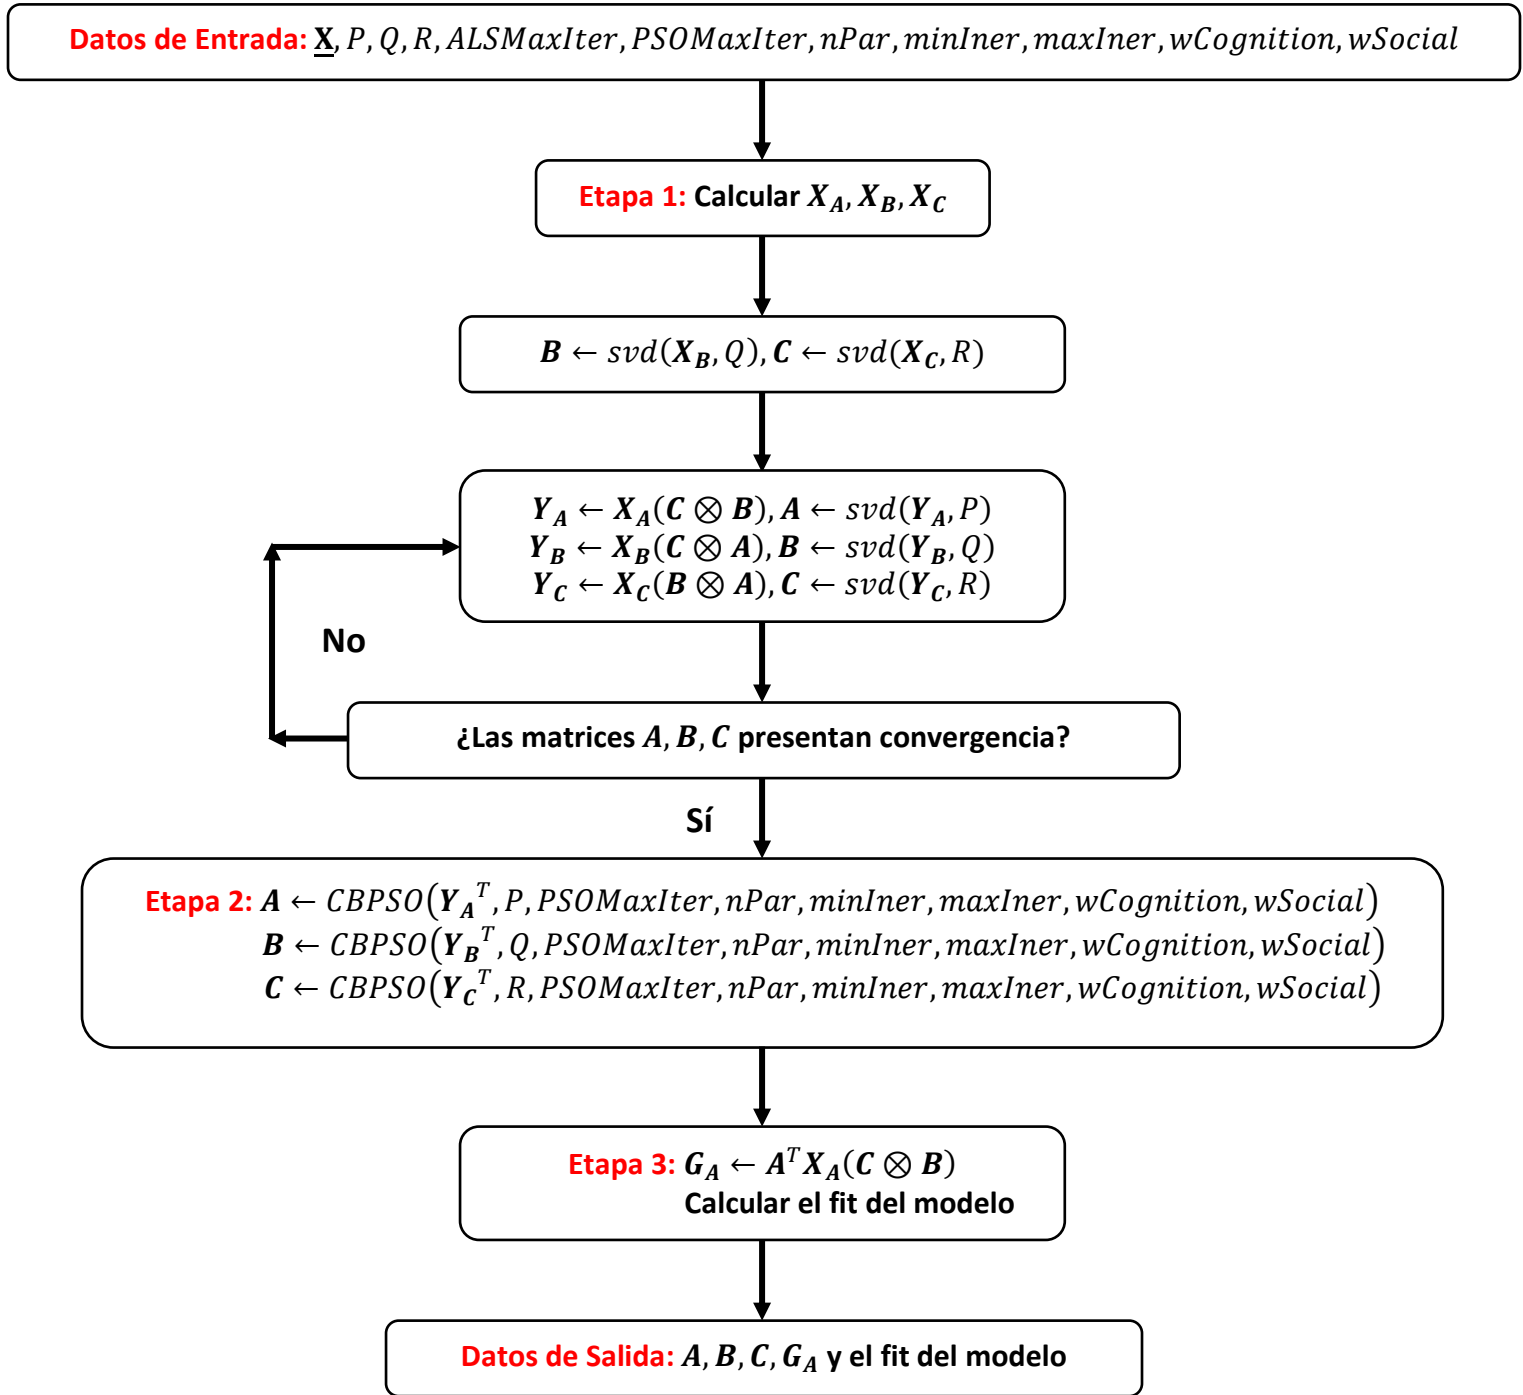 Datos de Entrada: X, P, Q, R, ALSMaxIter, PSOMaxIter, nPar, minIner, maxIner, wCognition, wSocial
Etapa 1: Calcular X_A, X_B, X_C
B ← svd(X_B, Q), C ← svd(X_C, R)
Y_A ← X_A(C ⊗ B), A ← svd(Y_A, P)
Y_B ← X_B(C ⊗ A), B ← svd(Y_B, Q)
Y_C ← X_C(B ⊗ A), C ← svd(Y_C, R)
No
¿Las matrices A, B, C presentan convergencia?
Sí
Etapa 2: A ← CBPSO(Y_A^T, P, PSOMaxIter, nPar, minIner, maxIner, wCognition, wSocial)
B ← CBPSO(Y_B^T, Q, PSOMaxIter, nPar, minIner, maxIner, wCognition, wSocial)
C ← CBPSO(Y_C^T, R, PSOMaxIter, nPar, minIner, maxIner, wCognition, wSocial)
Etapa 3: G_A ← A^T X_A(C ⊗ B)
Calcular el fit del modelo
Datos de Salida: A, B, C, G_A y el fit del modelo